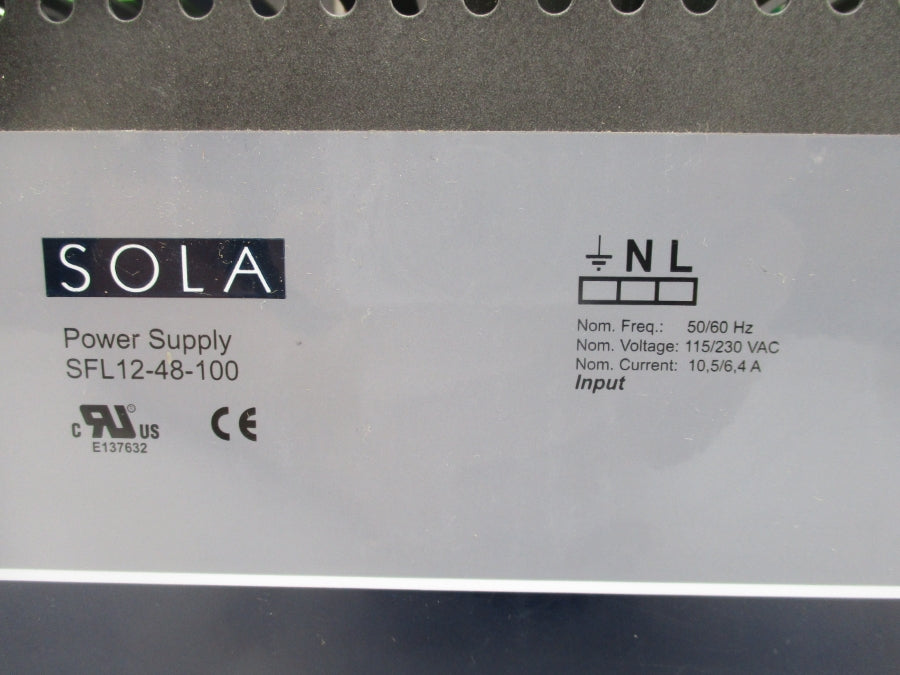 SOLA
Power Supply
SFL12-48-100
C RU® US
E137632
CE
N L
Nom. Freq.: 50/60 Hz
Nom. Voltage: 115/230 VAC
Nom. Current: 10,5/6,4 A
Input